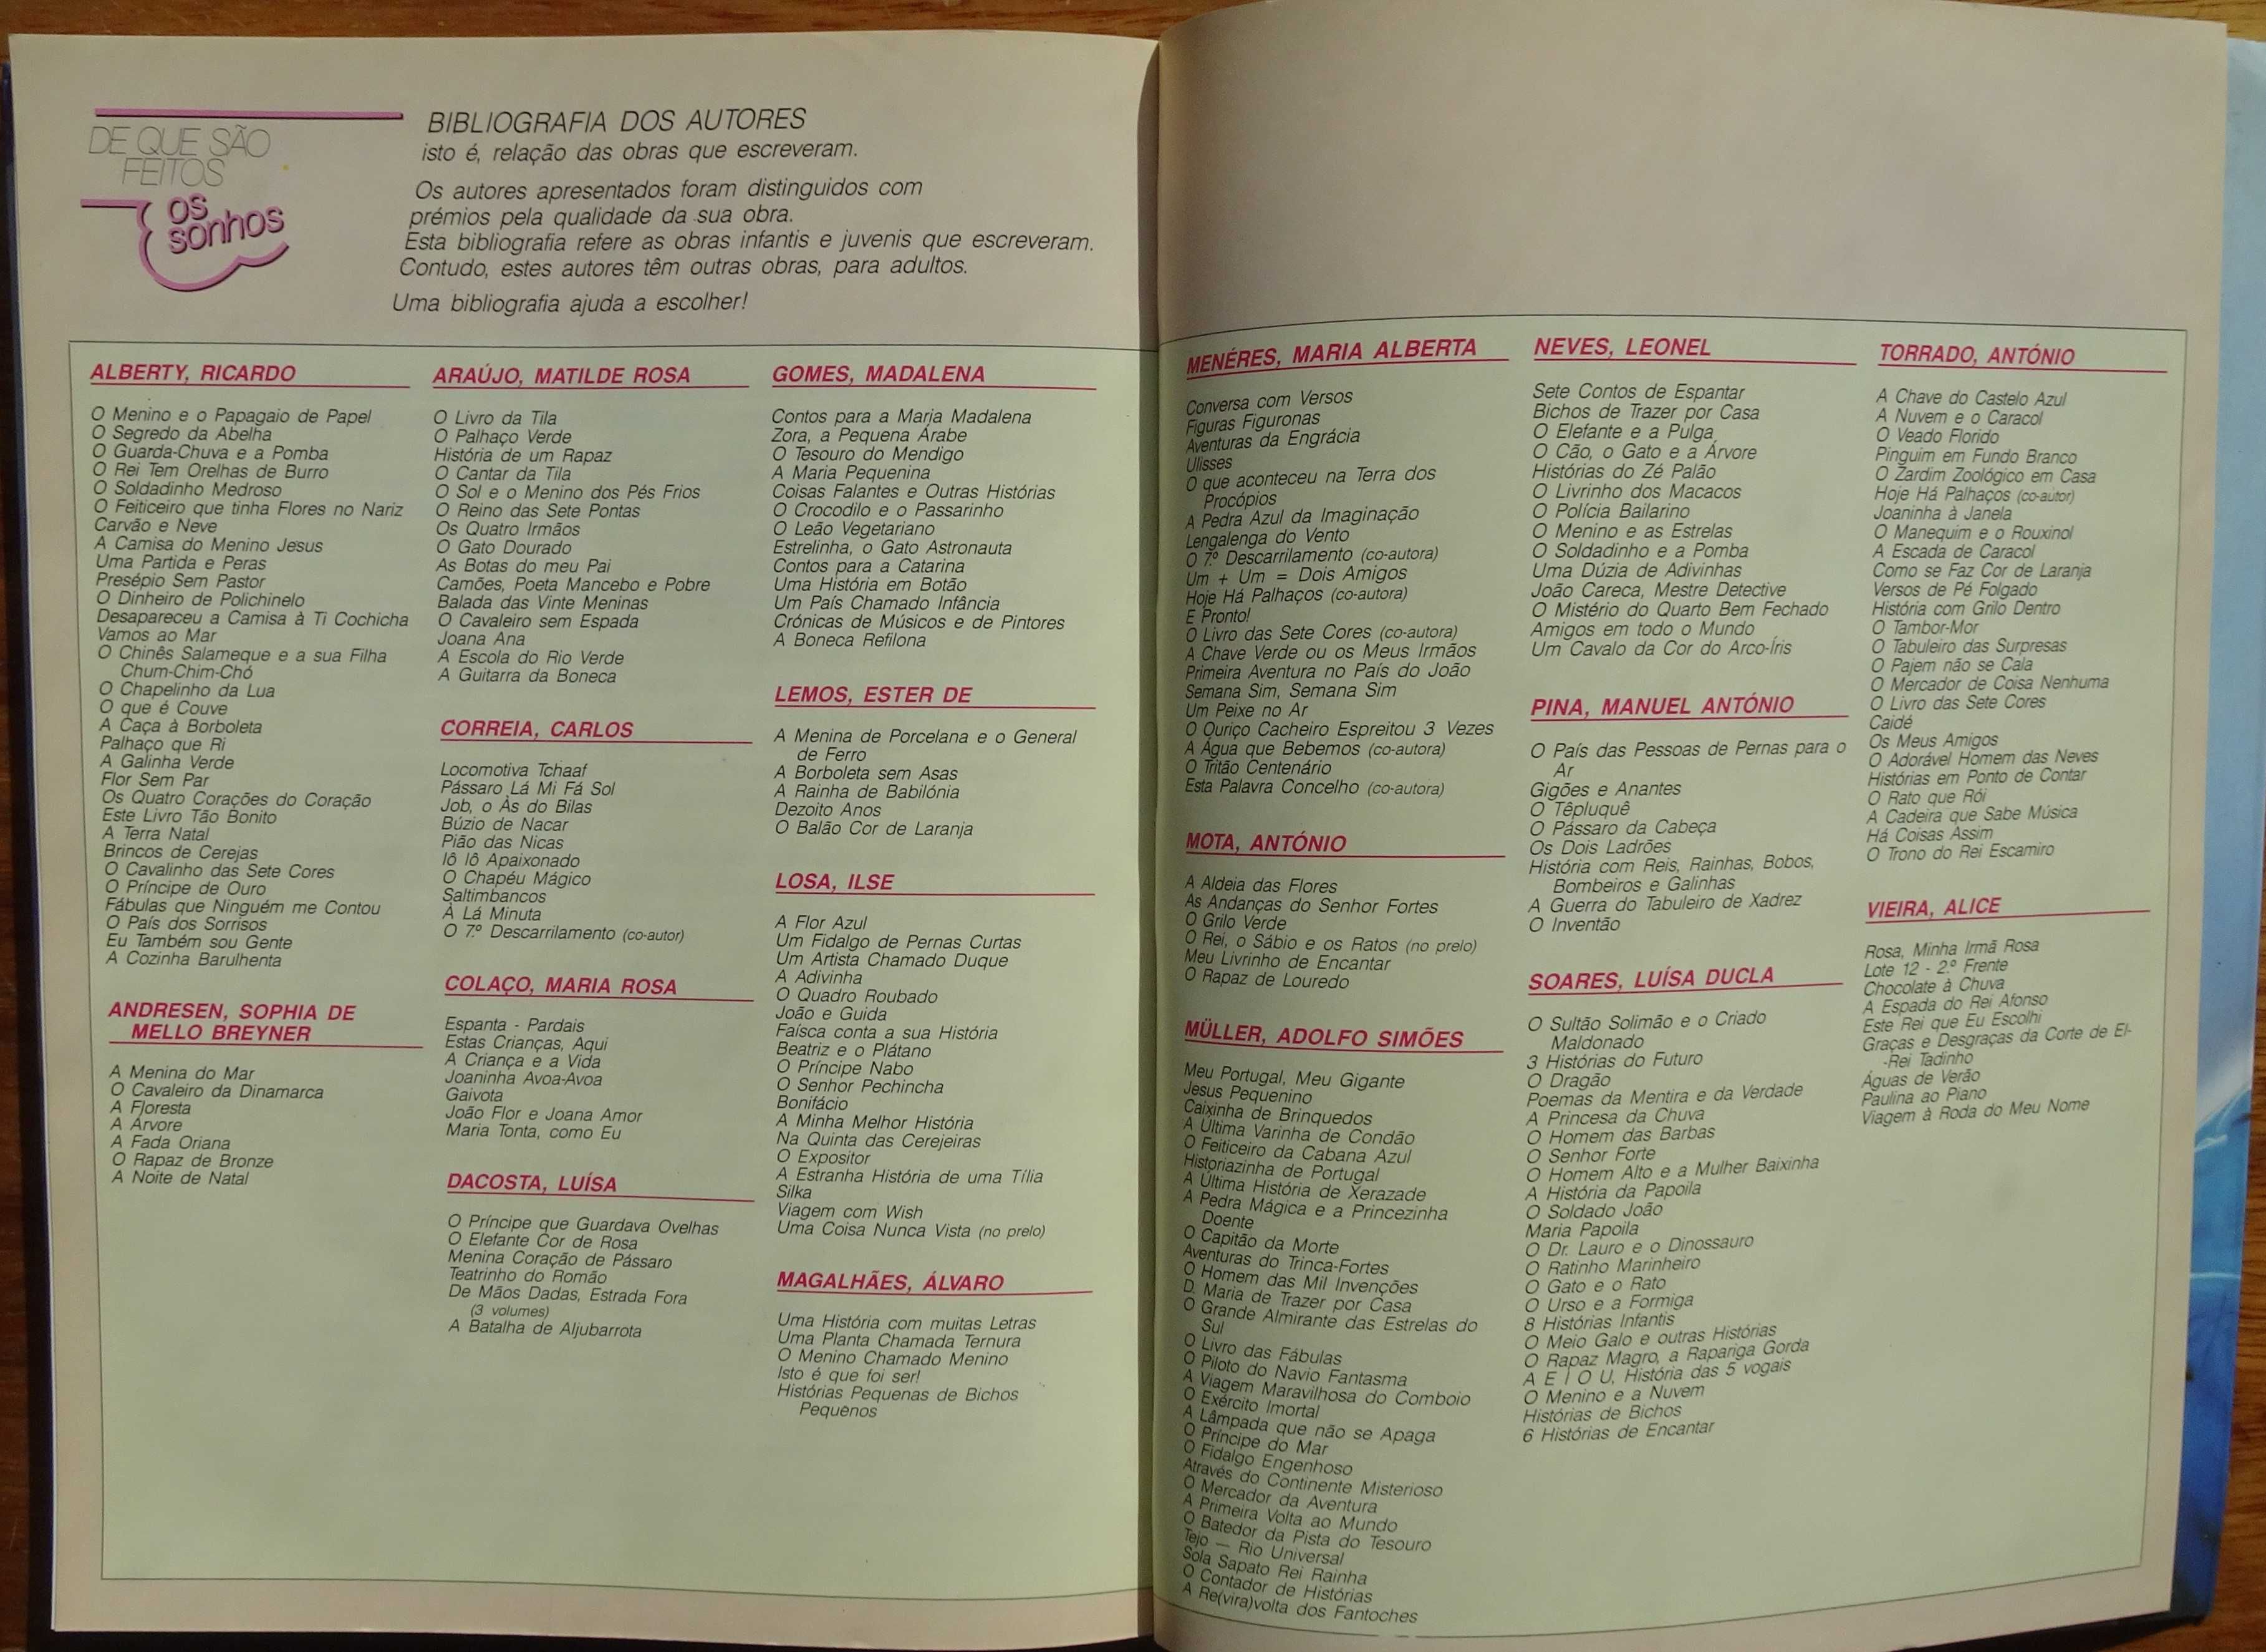 DE QUE SÃO
FEITOS
os
sonhos
BIBLIOGRAFIA DOS AUTORES
isto é, relação das obras que escreveram.
Os autores apresentados foram distinguidos com
prémios pela qualidade da sua obra.
Esta bibliografia refere as obras infantis e juvenis que escreveram.
Contudo, estes autores têm outras obras, para adultos.
Uma bibliografia ajuda a escolher!
ALBERTY, RICARDO
O Menino e o Papagaio de Papel
O Segredo da Abelha
O Guarda-Chuva e a Pomba
O Rei Tem Orelhas de Burro
O Soldadinho Medroso
O Feiticeiro que tinha Flores no Nariz
Carvão e Neve
A Camisa do Menino Jesus
Uma Partida e Peras
Presépio Sem Pastor
O Dinheiro de Polichinelo
Desapareceu a Camisa à Ti Cochicha
Vamos ao Mar
O Chinês Salameque e a sua Filha
Chum-Chim-Chó
O Chapelinho da Lua
O que é Couve
A Caça à Borboleta
Palhaço que Ri
A Galinha Verde
Flor Sem Par
Os Quatro Corações do Coração
Este Livro Tão Bonito
A Terra Natal
Brincos de Cerejas
O Cavalinho das Sete Cores
O Príncipe de Ouro
Fábulas que Ninguém me Contou
O País dos Sorrisos
Eu Também sou Gente
A Cozinha Barulhenta
ANDRESEN, SOPHIA DE
MELLO BREYNER
A Menina do Mar
O Cavaleiro da Dinamarca
A Floresta
A Árvore
A Fada Oriana
O Rapaz de Bronze
A Noite de Natal
ARAÚJO, MATILDE ROSA
O Livro da Tila
O Palhaço Verde
História de um Rapaz
O Cantar da Tila
O Sol e o Menino dos Pés Frios
O Reino das Sete Pontas
Os Quatro Irmãos
O Gato Dourado
As Botas do meu Pai
Camões, Poeta Mancebo e Pobre
Balada das Vinte Meninas
O Cavaleiro sem Espada
Joana Ana
A Escola do Rio Verde
A Guitarra da Boneca
CORREIA, CARLOS
Locomotiva Tchaaf
Pássaro Lá Mi Fá Sol
Job, o Ás do Bilas
Búzio de Nacar
Pião das Nicas
Iô Iô Apaixonado
O Chapéu Mágico
Saltimbancos
À Lá Minuta
O 7.º Descarrilamento (co-autor)
COLAÇO, MARIA ROSA
Espanta - Pardais
Estas Crianças, Aqui
A Criança e a Vida
Joaninha Avoa-Avoa
Gaivota
João Flor e Joana Amor
Maria Tonta, como Eu
DACOSTA, LUÍSA
O Príncipe que Guardava Ovelhas
O Elefante Cor de Rosa
Menina Coração de Pássaro
Teatrinho do Romão
De Mãos Dadas, Estrada Fora
(3 volumes)
A Batalha de Aljubarrota
GOMES, MADALENA
Contos para a Maria Madalena
Zora, a Pequena Árabe
O Tesouro do Mendigo
A Maria Pequenina
Coisas Falantes e Outras Histórias
O Crocodilo e o Passarinho
O Leão Vegetariano
Estrelinha, o Gato Astronauta
Contos para a Catarina
Uma História em Botão
Um País Chamado Infância
Crónicas de Músicos e de Pintores
A Boneca Refilona
LEMOS, ESTER DE
A Menina de Porcelana e o General
de Ferro
A Borboleta sem Asas
A Rainha de Babilónia
Dezoito Anos
O Balão Cor de Laranja
LOSA, ILSE
A Flor Azul
Um Fidalgo de Pernas Curtas
Um Artista Chamado Duque
A Adivinha
O Quadro Roubado
João e Guida
Faísca conta a sua História
Beatriz e o Plátano
O Príncipe Nabo
O Senhor Pechincha
Bonifácio
A Minha Melhor História
Na Quinta das Cerejeiras
O Expositor
A Estranha História de uma Tília
Silka
Viagem com Wish
Uma Coisa Nunca Vista (no prelo)
MAGALHÃES, ÁLVARO
Uma História com muitas Letras
Uma Planta Chamada Ternura
O Menino Chamado Menino
Isto é que foi ser!
Histórias Pequenas de Bichos
Pequenos
MENÉRES, MARIA ALBERTA
Conversa com Versos
Figuras Figuronas
Aventuras da Engrácia
Ulisses
O que aconteceu na Terra dos
Procópios
A Pedra Azul da Imaginação
Lengalenga do Vento
O 7.º Descarrilamento (co-autora)
Um + Um = Dois Amigos
Hoje Há Palhaços (co-autora)
E Pronto!
O Livro das Sete Cores (co-autora)
A Chave Verde ou os Meus Irmãos
Primeira Aventura no País do João
Semana Sim, Semana Sim
Um Peixe no Ar
O Ouriço Cacheiro Espreitou 3 Vezes
A Água que Bebemos (co-autora)
O Tritão Centenário
Esta Palavra Concelho (co-autora)
MOTA, ANTÓNIO
A Aldeia das Flores
As Andanças do Senhor Fortes
O Grilo Verde
O Rei, o Sábio e os Ratos (no prelo)
Meu Livrinho de Encantar
O Rapaz de Louredo
MÜLLER, ADOLFO SIMÕES
Meu Portugal, Meu Gigante
Jesus Pequenino
Caixinha de Brinquedos
A Última Varinha de Condão
O Feiticeiro da Cabana Azul
Historiazinha de Portugal
A Última História de Xerazade
A Pedra Mágica e a Princezinha
Doente
O Capitão da Morte
Aventuras do Trinca-Fortes
O Homem das Mil Invenções
D. Maria de Trazer por Casa
O Grande Almirante das Estrelas do
Sul
O Livro das Fábulas
O Piloto do Navio Fantasma
A Viagem Maravilhosa do Comboio
O Exército Imortal
A Lâmpada que não se Apaga
O Príncipe do Mar
O Fidalgo Engenhoso
Através do Continente Misterioso
O Mercador da Aventura
A Primeira Volta ao Mundo
O Batedor da Pista do Tesouro
Tejo — Rio Universal
Sola Sapato Rei Rainha
O Contador de Histórias
A Re(vira)volta dos Fantoches
NEVES, LEONEL
Sete Contos de Espantar
Bichos de Trazer por Casa
O Elefante e a Pulga
O Cão, o Gato e a Árvore
Histórias do Zé Palão
O Livrinho dos Macacos
O Polícia Bailarino
O Menino e as Estrelas
O Soldadinho e a Pomba
Uma Dúzia de Adivinhas
João Careca, Mestre Detective
O Mistério do Quarto Bem Fechado
Amigos em todo o Mundo
Um Cavalo da Cor do Arco-Íris
PINA, MANUEL ANTÓNIO
O País das Pessoas de Pernas para o
Ar
Gigões e Anantes
O Têpluquê
O Pássaro da Cabeça
Os Dois Ladrões
História com Reis, Rainhas, Bobos,
Bombeiros e Galinhas
A Guerra do Tabuleiro de Xadrez
O Inventão
SOARES, LUÍSA DUCLA
O Sultão Solimão e o Criado
Maldonado
3 Histórias do Futuro
O Dragão
Poemas da Mentira e da Verdade
A Princesa da Chuva
O Homem das Barbas
O Senhor Forte
O Homem Alto e a Mulher Baixinha
A História da Papoila
O Soldado João
Maria Papoila
O Dr. Lauro e o Dinossauro
O Ratinho Marinheiro
O Gato e o Rato
O Urso e a Formiga
8 Histórias Infantis
O Meio Galo e outras Histórias
O Rapaz Magro, a Rapariga Gorda
A E I O U, História das 5 vogais
O Menino e a Nuvem
Histórias de Bichos
6 Histórias de Encantar
TORRADO, ANTÓNIO
A Chave do Castelo Azul
A Nuvem e o Caracol
O Veado Florido
Pinguim em Fundo Branco
O Zardim Zoológico em Casa
Hoje Há Palhaços (co-autor)
Joaninha à Janela
O Manequim e o Rouxinol
A Escada de Caracol
Como se Faz Cor de Laranja
Versos de Pé Folgado
História com Grilo Dentro
O Tambor-Mor
O Tabuleiro das Surpresas
O Pajem não se Cala
O Mercador de Coisa Nenhuma
O Livro das Sete Cores
Caidé
Os Meus Amigos
O Adorável Homem das Neves
Histórias em Ponto de Contar
O Rato que Rói
A Cadeira que Sabe Música
Há Coisas Assim
O Trono do Rei Escamiro
VIEIRA, ALICE
Rosa, Minha Irmã Rosa
Lote 12 - 2.º Frente
Chocolate à Chuva
A Espada do Rei Afonso
Este Rei que Eu Escolhi
Graças e Desgraças da Corte de El-
-Rei Tadinho
Águas de Verão
Paulina ao Piano
Viagem à Roda do Meu Nome